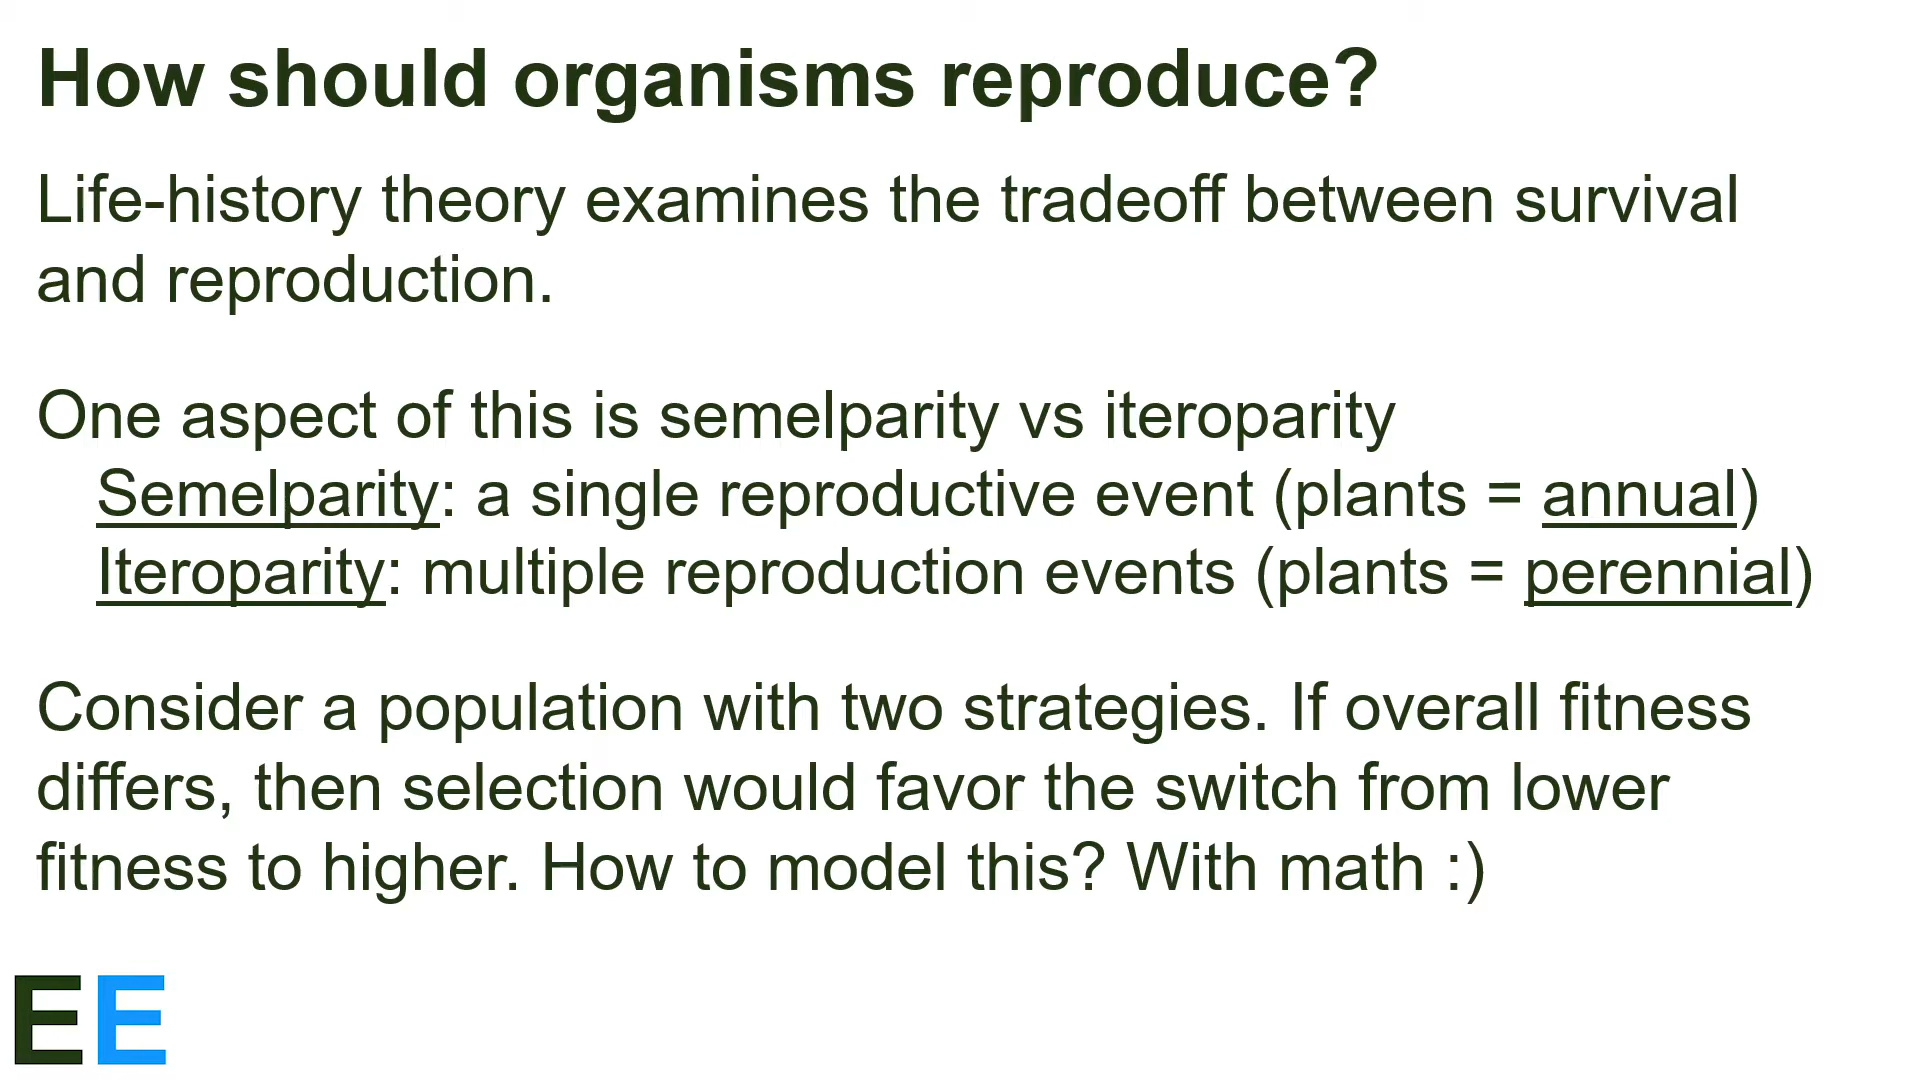 How should organisms reproduce?
Life-history theory examines the tradeoff between survival
and reproduction.
One aspect of this is semelparity vs iteroparity
Semelparity: a single reproductive event (plants = annual)
Iteroparity: multiple reproduction events (plants = perennial)
Consider a population with two strategies. If overall fitness
differs, then selection would favor the switch from lower
fitness to higher. How to model this? With math :)
EE